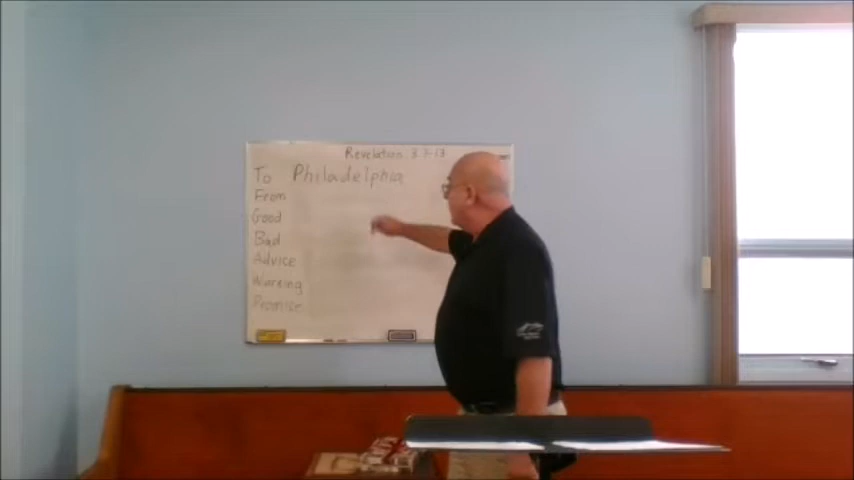 Revelation 3:7-13
To Philadelphia
From
Good
Bad
Advice
Warning
Promise